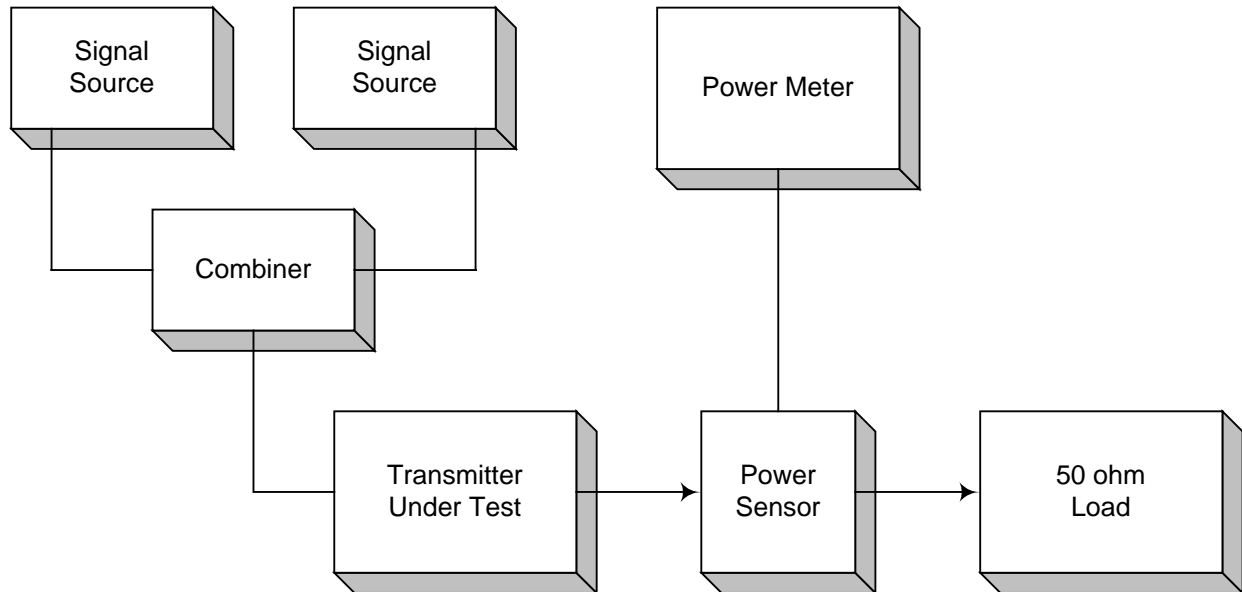 Signal
Source
Signal
Source
Power Meter
Combiner
Transmitter
Under Test
Power
Sensor
50 ohm
Load